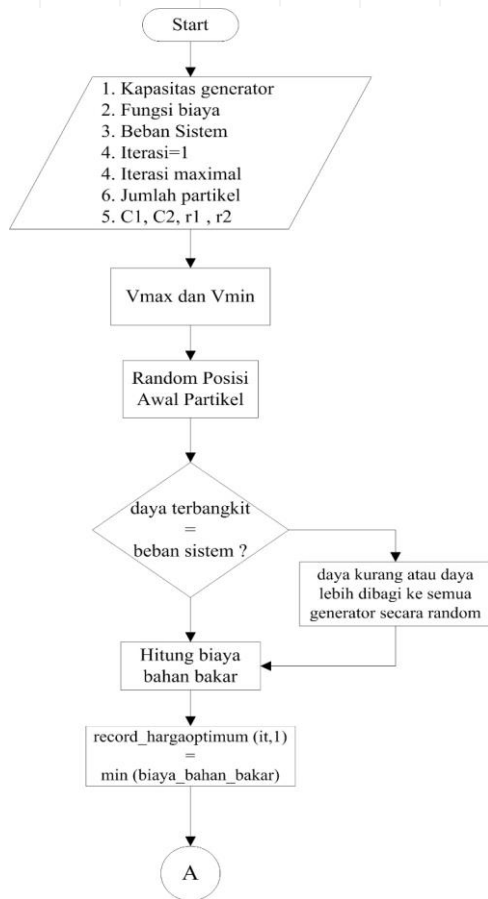 Start
1. Kapasitas generator
2. Fungsi biaya
3. Beban Sistem
4. Iterasi=1
4. Iterasi maximal
6. Jumlah partikel
5. C1, C2, r1 , r2
Vmax dan Vmin
Random Posisi
Awal Partikel
daya terbangkit
=
beban sistem ?
daya kurang atau daya
lebih dibagi ke semua
generator secara random
Hitung biaya
bahan bakar
record_hargaoptimum (it,1)
=
min (biaya_bahan_bakar)
A